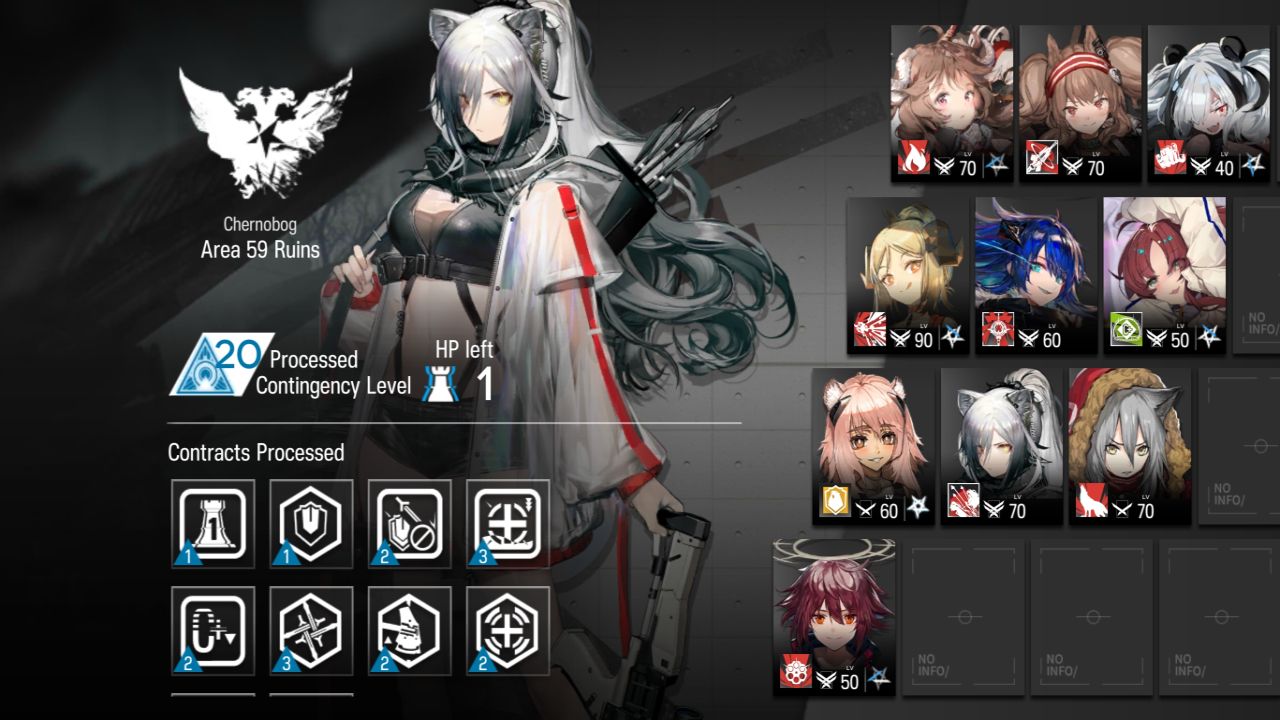 Chernobog
Area 59 Ruins
20
Processed
Contingency Level
HP left
1
Contracts Processed
1
1
1
2
3
2
3
2
2
LV
70
LV
70
LV
40
LV
90
LV
60
LV
50
NO
INFO/
LV
60
LV
70
LV
70
NO
INFO/
LV
50
NO
INFO/
NO
INFO/
NO
INFO/